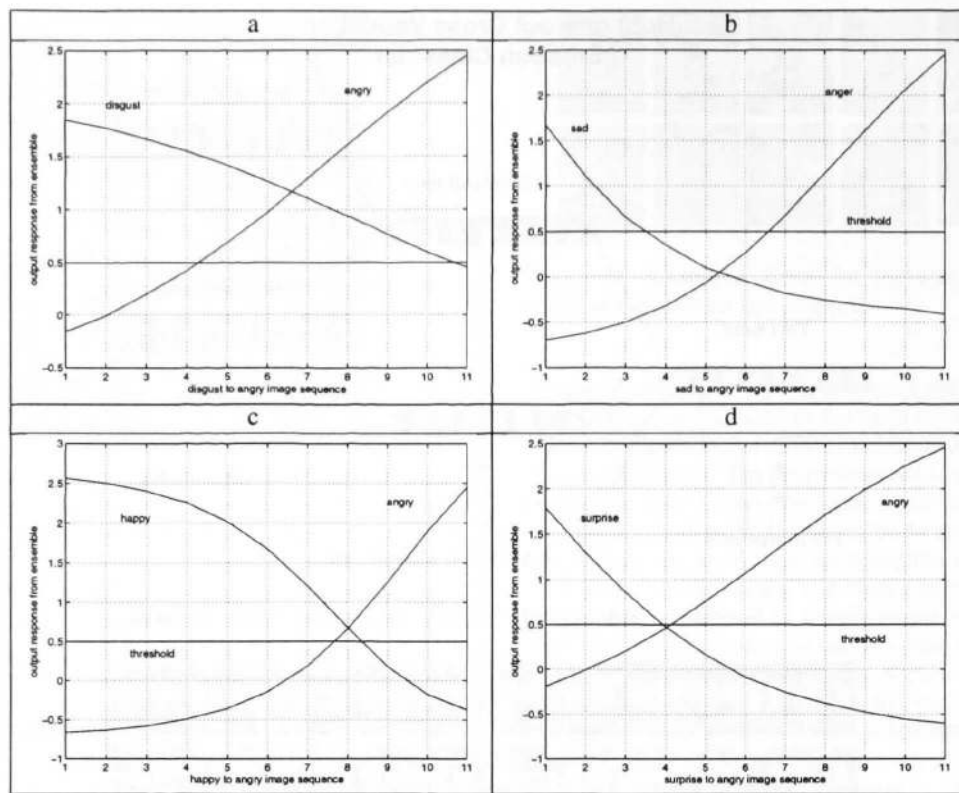 a
2.5
2
1.5
1
0.5
0
−0.5
output response from ensemble
disgust
angry
1 2 3 4 5 6 7 8 9 10 11
disgust to angry image sequence
b
2.5
2
1.5
1
0.5
0
−0.5
−1
output response from ensemble
sad
anger
threshold
1 2 3 4 5 6 7 8 9 10 11
sad to angry image sequence
c
3
2.5
2
1.5
1
0.5
0
−0.5
−1
output response from ensemble
happy
angry
threshold
1 2 3 4 5 6 7 8 9 10 11
happy to angry image sequence
d
2.5
2
1.5
1
0.5
0
−0.5
−1
output response from ensemble
surprise
angry
threshold
1 2 3 4 5 6 7 8 9 10 11
surprise to angry image sequence